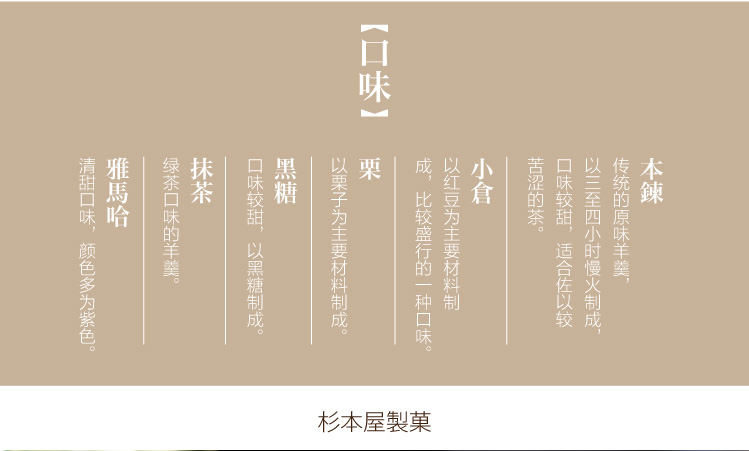 【口味】
本鍊
传统的原味羊羹，
以三至四小时慢火制成，
口味较甜，适合佐以较
苦涩的茶。
小倉
以红豆为主要材料制
成，比较盛行的一种口味。
栗
以栗子为主要材料制成。
黑糖
口味较甜，以黑糖制成。
抹茶
绿茶口味的羊羹。
雅馬哈
清甜口味，颜色多为紫色。
杉本屋製菓